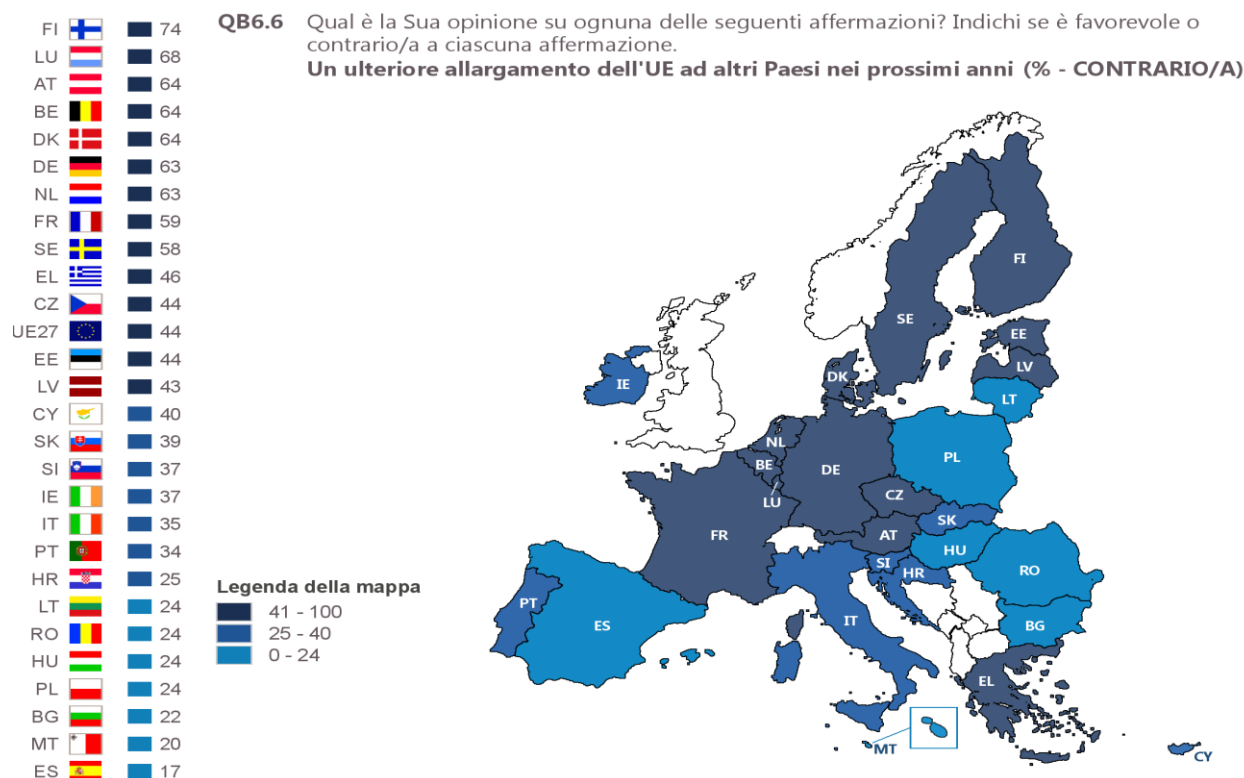 QB6.6 Qual è la Sua opinione su ognuna delle seguenti affermazioni? Indichi se è favorevole o
contrario/a a ciascuna affermazione.
Un ulteriore allargamento dell'UE ad altri Paesi nei prossimi anni (% - CONTRARIO/A)
FI 74
LU 68
AT 64
BE 64
DK 64
DE 63
NL 63
FR 59
SE 58
EL 46
CZ 44
UE27 44
EE 44
LV 43
CY 40
SK 39
SI 37
IE 37
IT 35
PT 34
HR 25
LT 24
RO 24
HU 24
PL 24
BG 22
MT 20
ES 17
Legenda della mappa
41 - 100
25 - 40
0 - 24
FI
SE
EE
LV
DK
LT
IE
NL
PL
BE
DE
LU
CZ
SK
FR
AT
HU
SI
HR
RO
PT
ES
IT
BG
EL
MT
CY